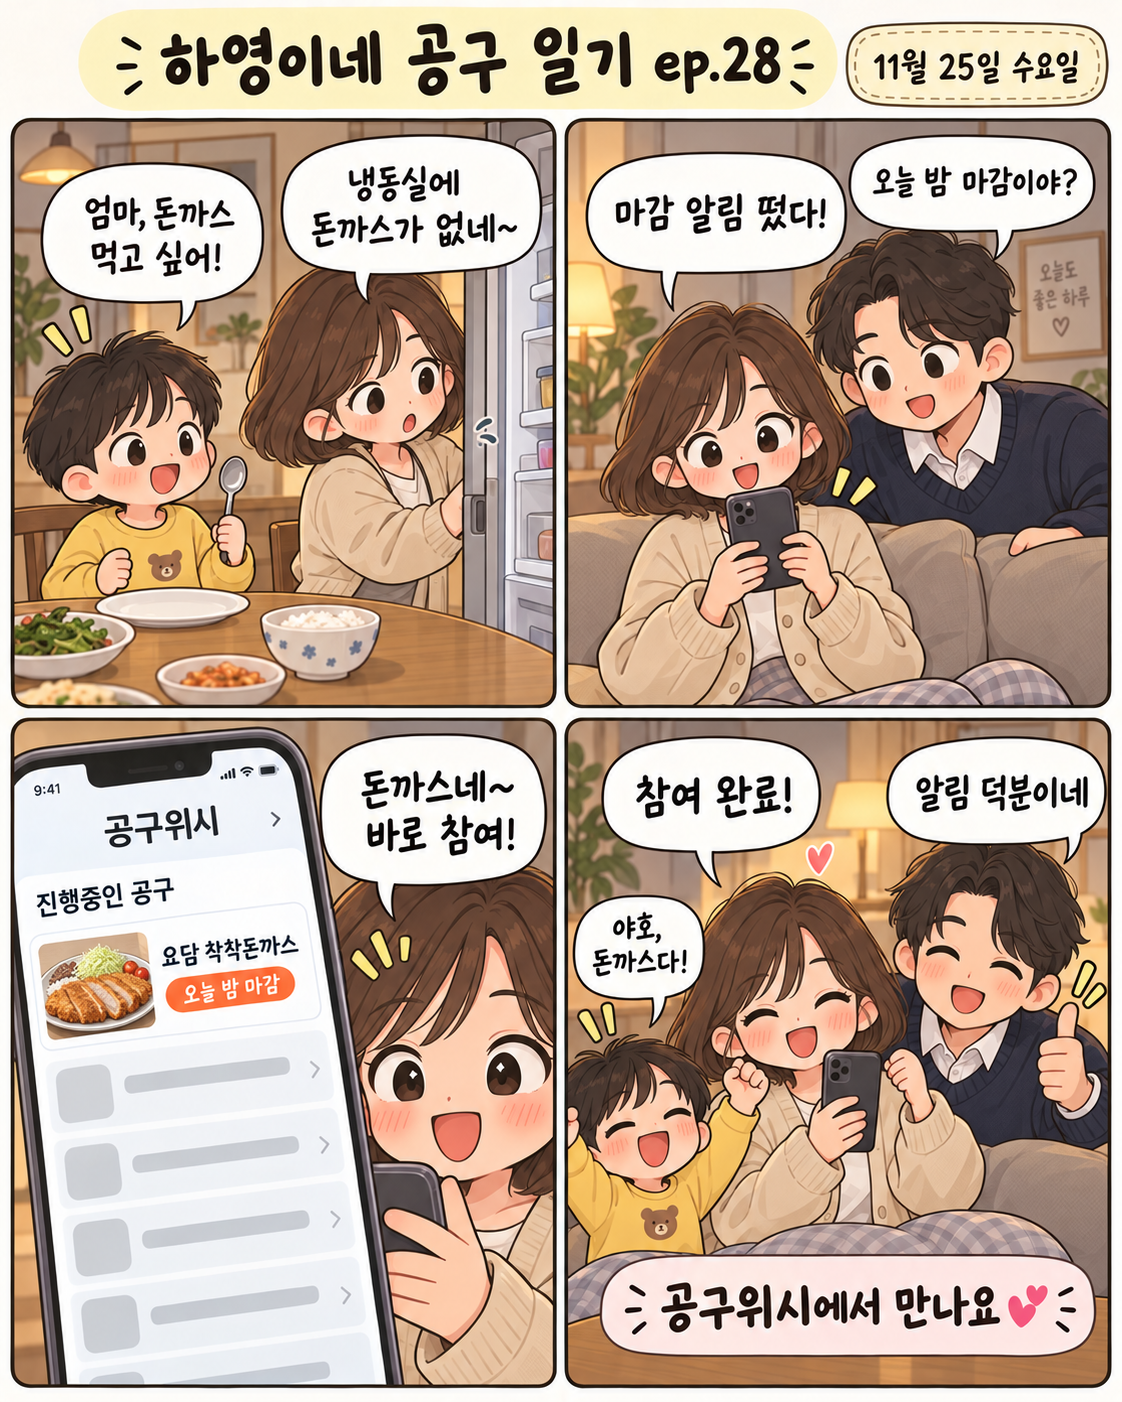 하영이네 공구 일기 ep.28
11월 25일 수요일
엄마, 돈까스
먹고 싶어!
냉동실에
돈까스가 없네~
마감 알림 떴다!
오늘 밤 마감이야?
오늘도
좋은 하루
9:41
공구위시
진행중인 공구
요담 착착돈까스
오늘 밤 마감
돈까스네~
바로 참여!
참여 완료!
알림 덕분이네
야호,
돈까스다!
공구위시에서 만나요